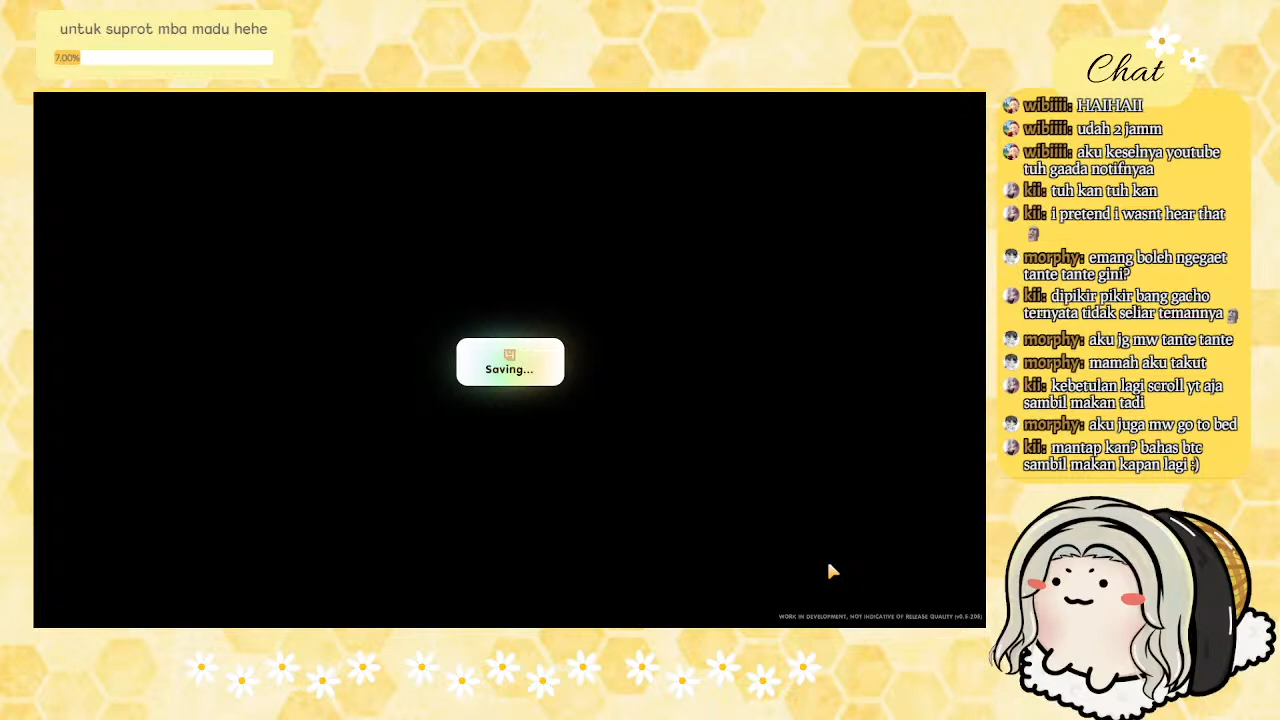 untuk suprot mba madu hehe
7.00%
Chat
wibiiii: HAIHAII
wibiiii: udah 2 jamm
wibiiii: aku keselnya youtube
tuh gaada notifnyaa
kii: tuh kan tuh kan
kii: i pretend i wasnt hear that
morphy: emang boleh ngegaet
tante tante gini?
kii: dipikir pikir bang gacho
ternyata tidak seliar temannya
morphy: aku jg mw tante tante
morphy: mamah aku takut
kii: kebetulan lagi scroll yt aja
sambil makan tadi
morphy: aku juga mw go to bed
kii: mantap kan? bahas btc
sambil makan kapan lagi :)
Saving...
WORK IN DEVELOPMENT, NOT INDICATIVE OF RELEASE QUALITY (v0.5-205)